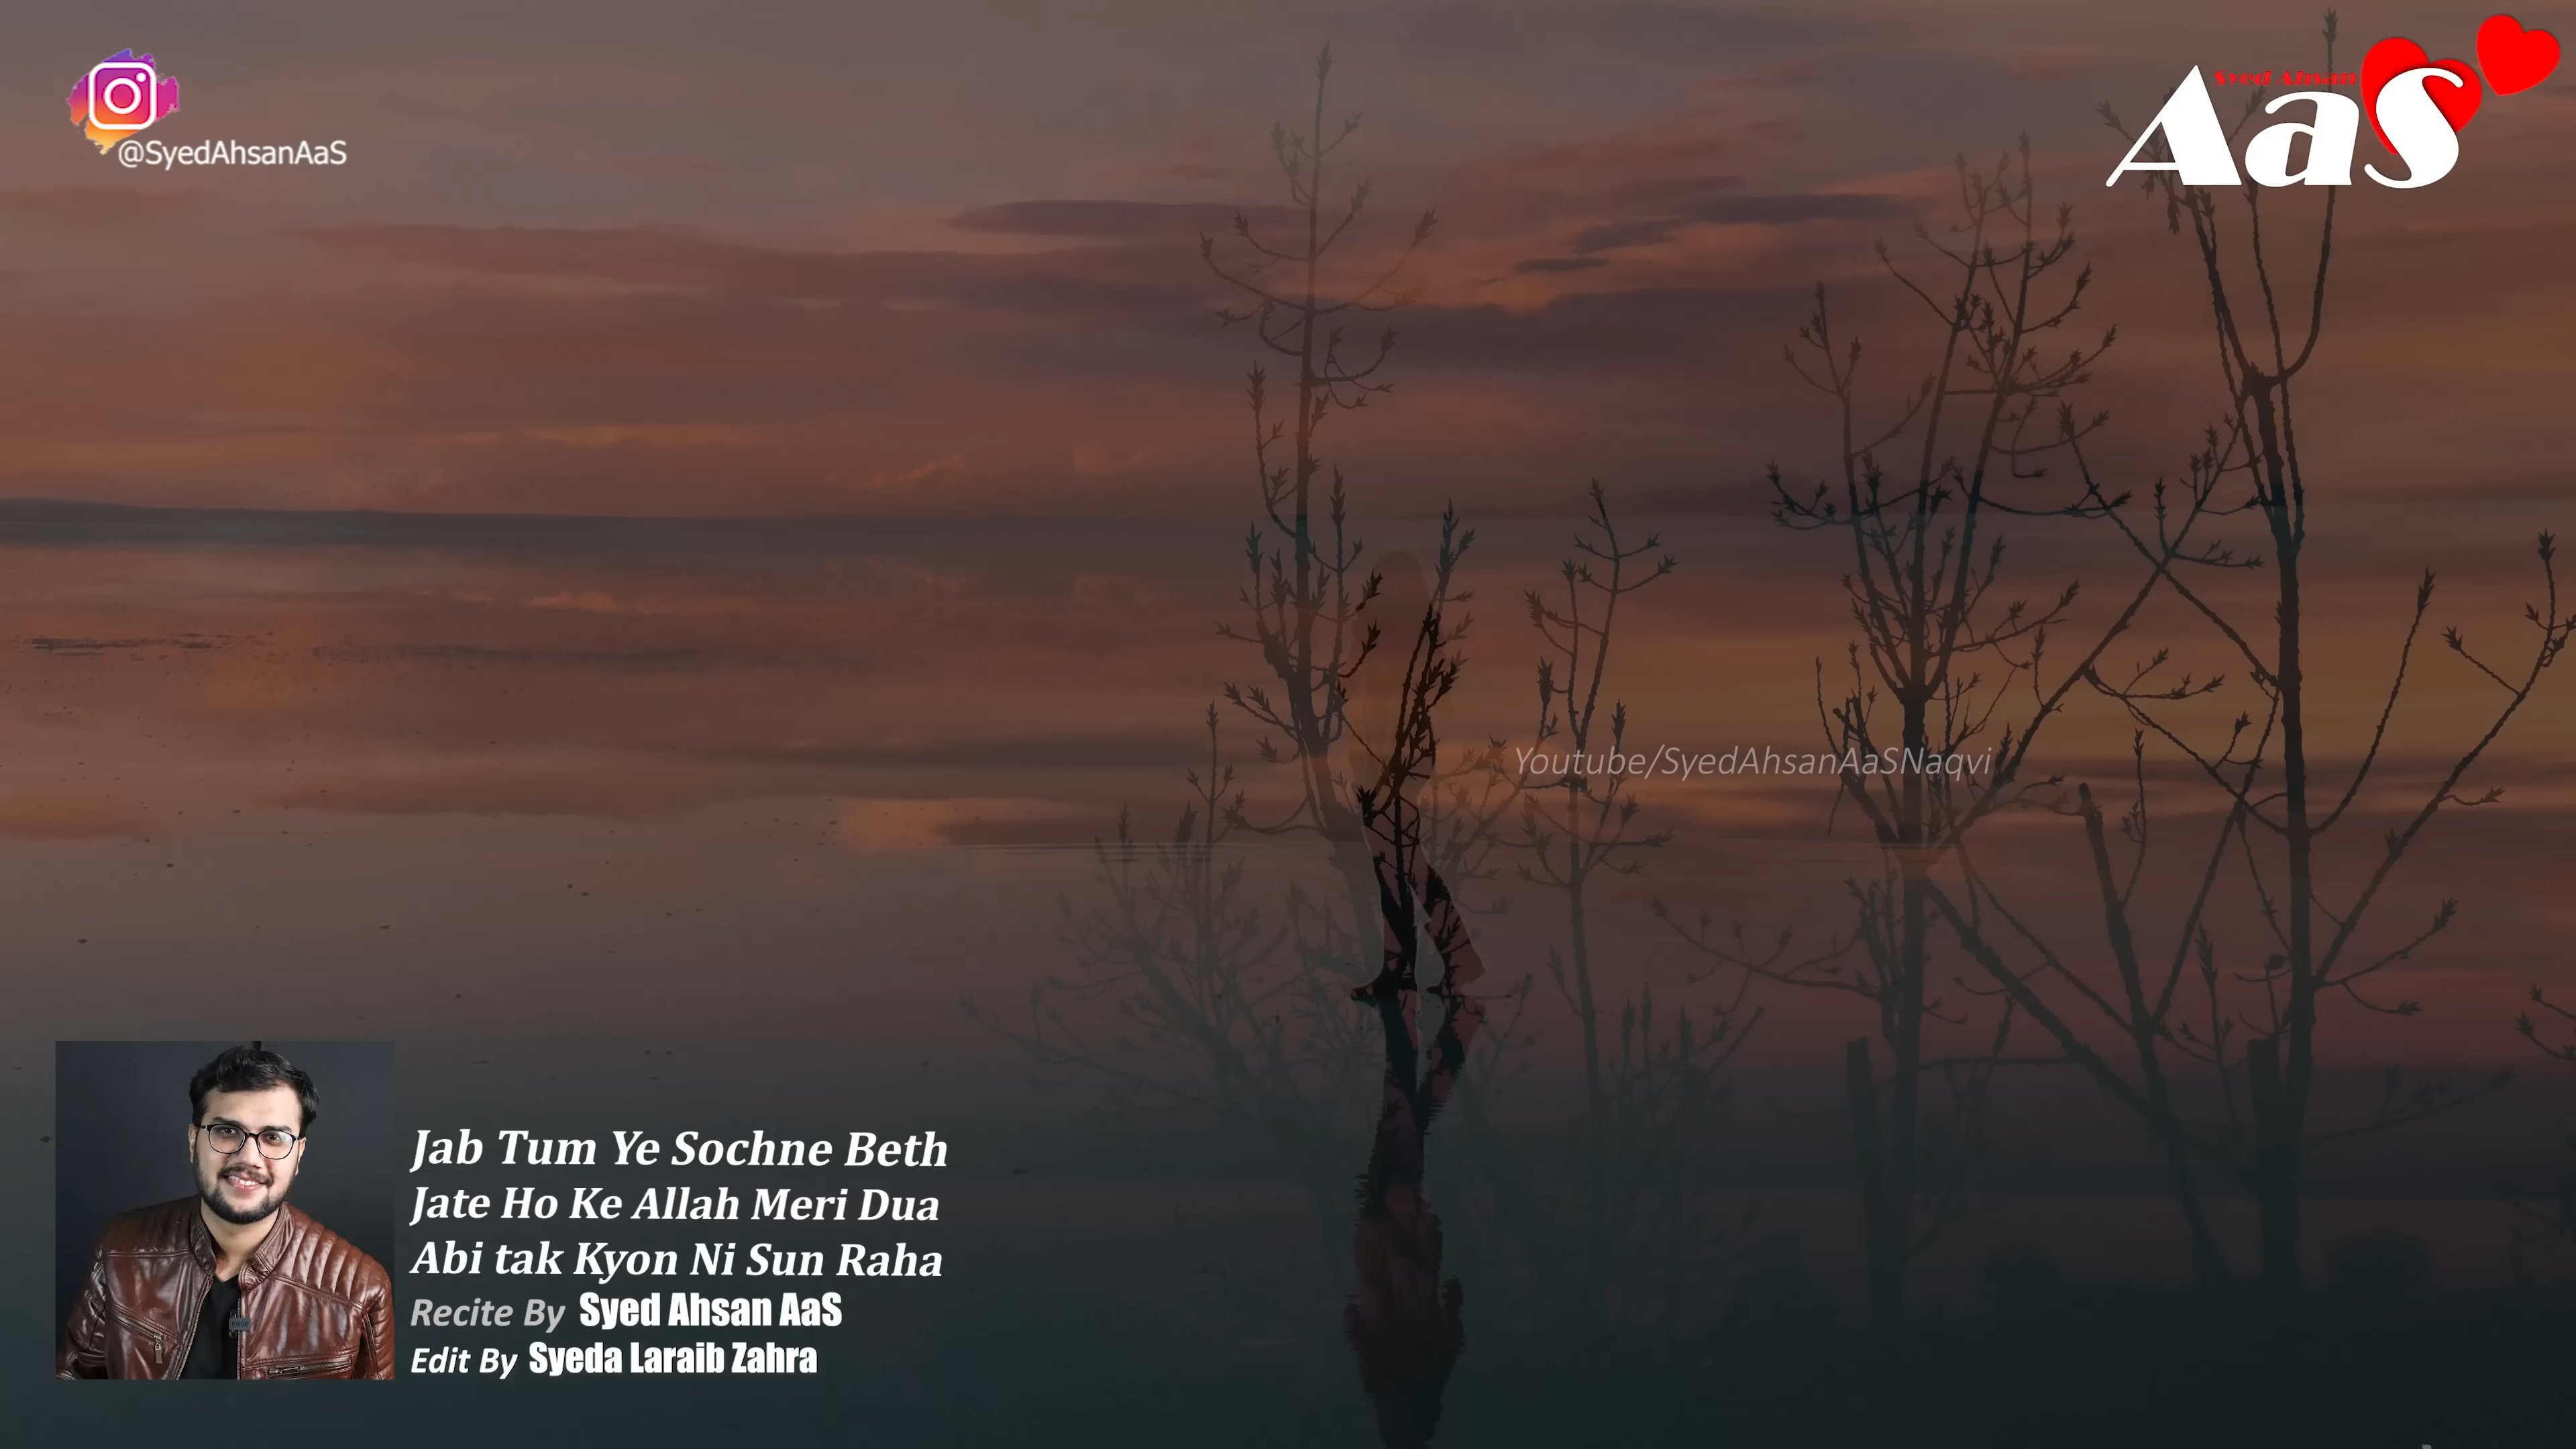 @SyedAhsanAaS
Syed Ahsan
AaS
Youtube/SyedAhsanAaSNaqvi
Jab Tum Ye Sochne Beth
Jate Ho Ke Allah Meri Dua
Abi tak Kyon Ni Sun Raha
Recite By Syed Ahsan AaS
Edit By Syeda Laraib Zahra